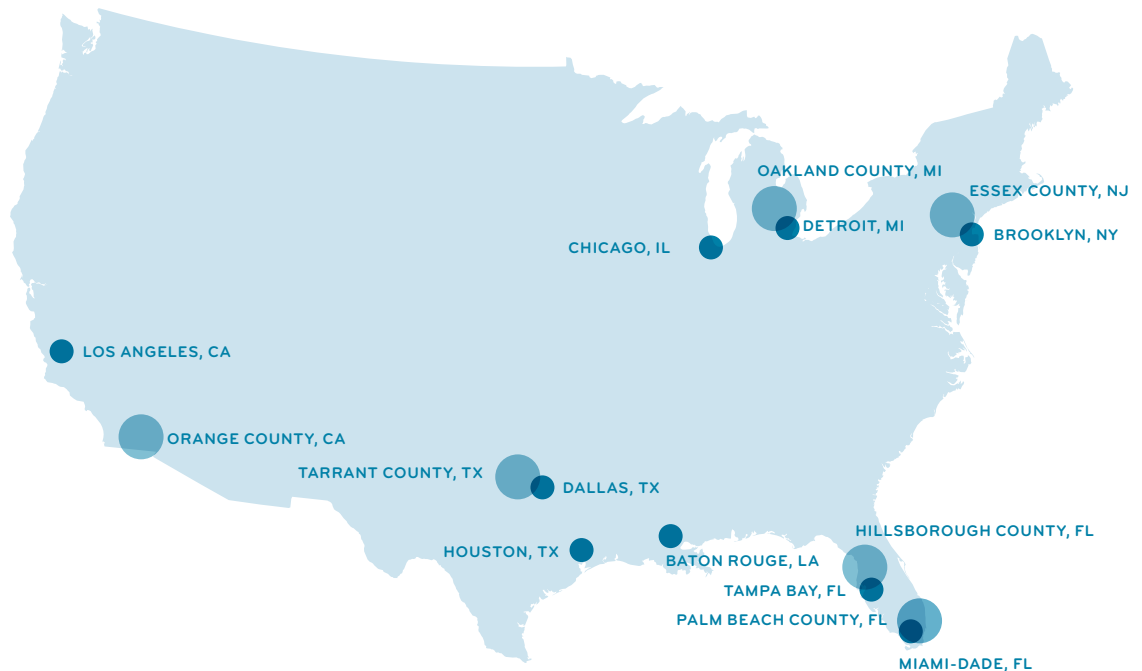 OAKLAND COUNTY, MI
ESSEX COUNTY, NJ
DETROIT, MI
BROOKLYN, NY
CHICAGO, IL
LOS ANGELES, CA
ORANGE COUNTY, CA
TARRANT COUNTY, TX
DALLAS, TX
HILLSBOROUGH COUNTY, FL
HOUSTON, TX
BATON ROUGE, LA
TAMPA BAY, FL
PALM BEACH COUNTY, FL
MIAMI-DADE, FL